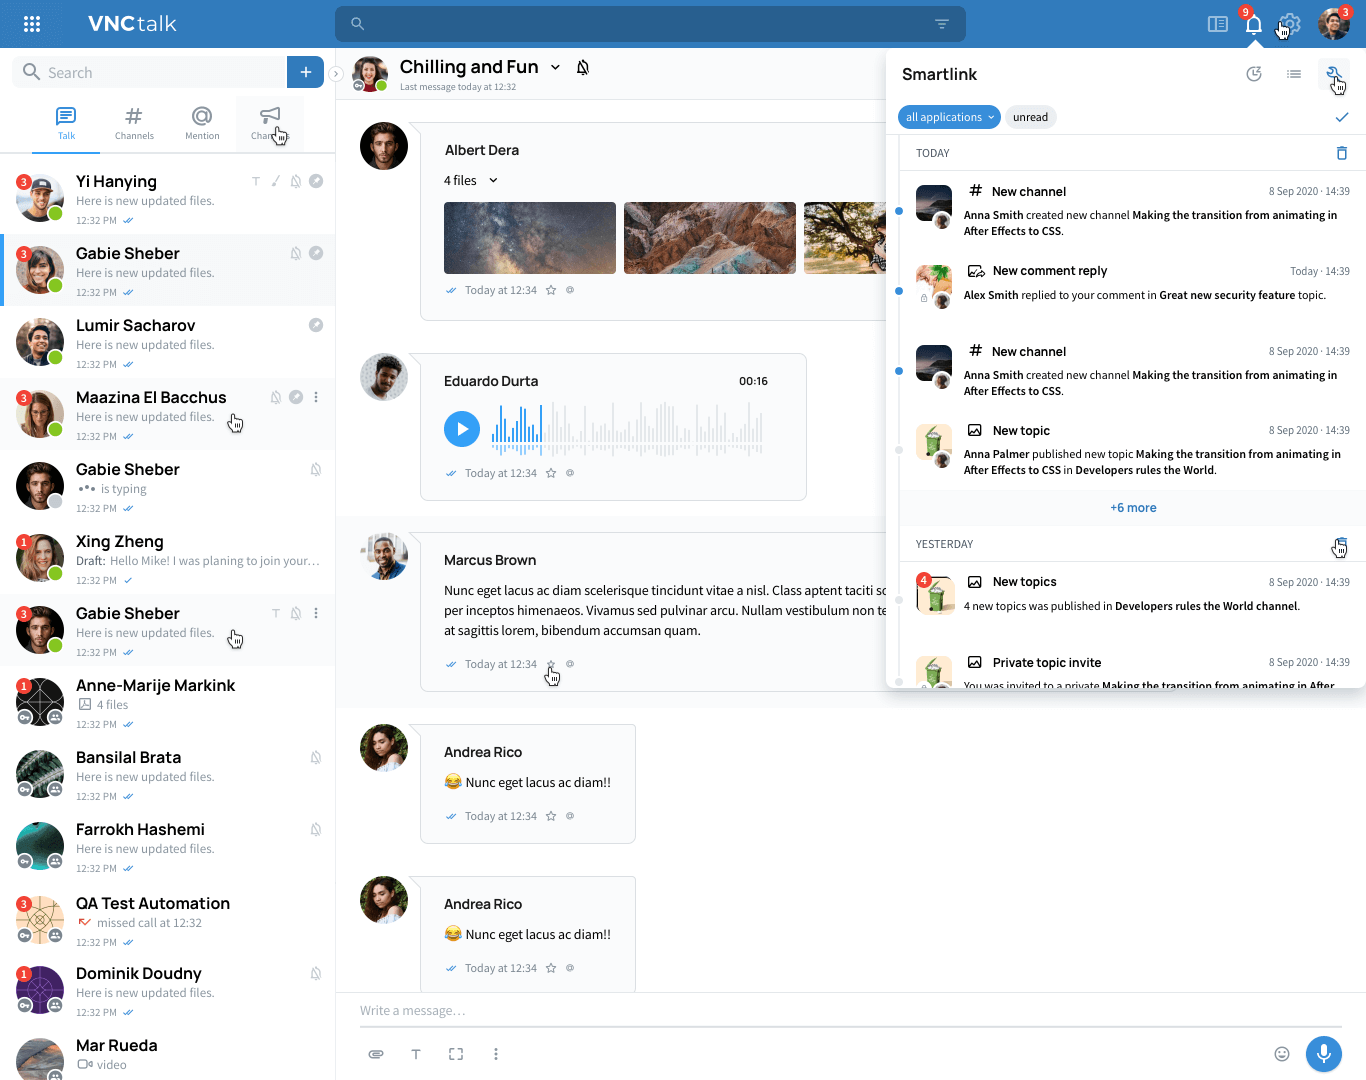 VNCtalk
9
3
Search
+
Talk
Channels
Mention
Chan
3
Yi Hanying
Here is new updated files.
12:32 PM
3
Gabie Sheber
Here is new updated files.
12:32 PM
Lumir Sacharov
Here is new updated files.
12:32 PM
3
Maazina El Bacchus
Here is new updated files.
12:32 PM
Gabie Sheber
is typing
12:32 PM
1
Xing Zheng
Draft: Hello Mike! I was planing to join your...
12:32 PM
3
Gabie Sheber
Here is new updated files.
12:32 PM
1
Anne-Marije Markink
4 files
12:32 PM
Bansilal Brata
Here is new updated files.
12:32 PM
Farrokh Hashemi
Here is new updated files.
12:32 PM
3
QA Test Automation
missed call at 12:32
12:32 PM
1
Dominik Doudny
Here is new updated files.
12:32 PM
Mar Rueda
video
Chilling and Fun
Last message today at 12:32
Albert Dera
4 files
Today at 12:34
Eduardo Durta
00:16
Today at 12:34
Marcus Brown
Nunc eget lacus ac diam scelerisque tincidunt vitae a nisl. Class aptent taciti
per inceptos himenaeos. Vivamus sed pulvinar arcu. Nullam vestibulum non
at sagittis lorem, bibendum accumsan quam.
Today at 12:34
Andrea Rico
😂 Nunc eget lacus ac diam!!
Today at 12:34
Andrea Rico
😂 Nunc eget lacus ac diam!!
Today at 12:34
Write a message...
Smartlink
all applications
unread
TODAY
New channel
8 Sep 2020 · 14:39
Anna Smith created new channel Making the transition from animating in
After Effects to CSS.
New comment reply
Today · 14:39
Alex Smith replied to your comment in Great new security feature topic.
New channel
8 Sep 2020 · 14:39
Anna Smith created new channel Making the transition from animating in
After Effects to CSS.
New topic
8 Sep 2020 · 14:39
Anna Palmer published new topic Making the transition from animating in
After Effects to CSS in Developers rules the World.
+6 more
YESTERDAY
4
New topics
8 Sep 2020 · 14:39
4 new topics was published in Developers rules the World channel.
Private topic invite
8 Sep 2020 · 14:39
You was invited to a private Making the transition from animating in After